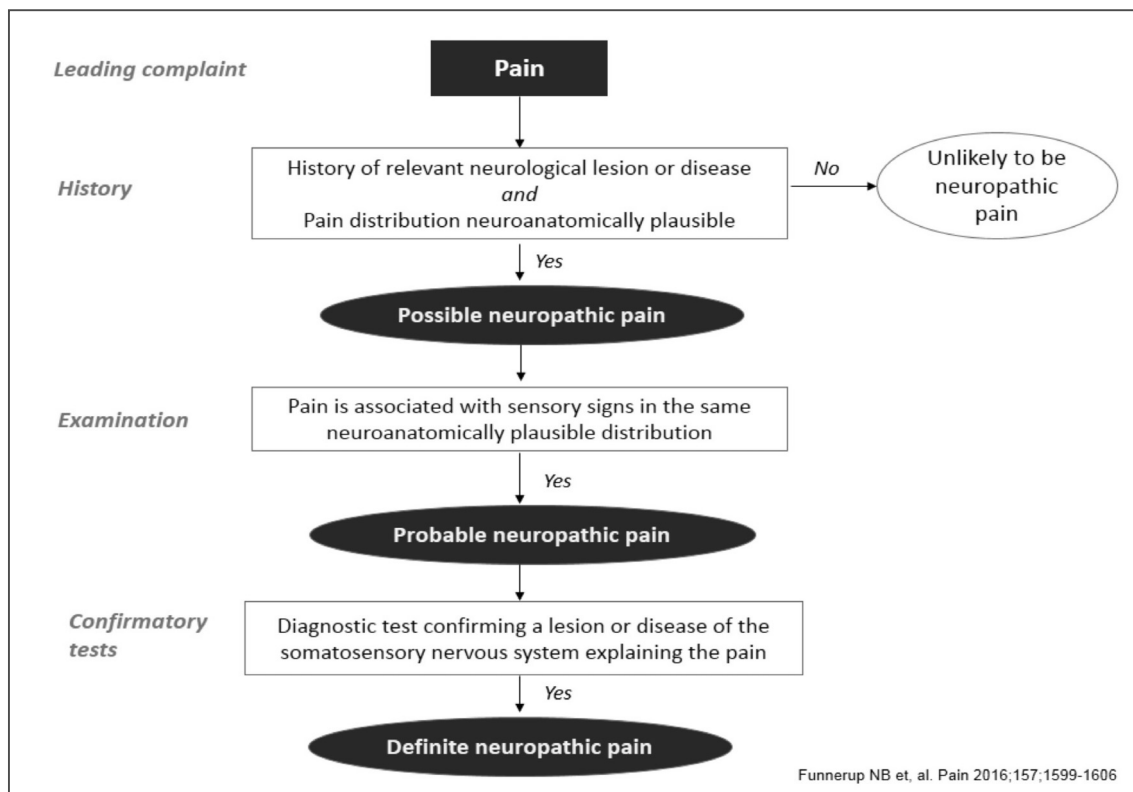 Leading complaint
Pain
History
History of relevant neurological lesion or disease
and
Pain distribution neuroanatomically plausible
No
Unlikely to be
neuropathic
pain
Yes
Possible neuropathic pain
Examination
Pain is associated with sensory signs in the same
neuroanatomically plausible distribution
Yes
Probable neuropathic pain
Confirmatory
tests
Diagnostic test confirming a lesion or disease of the
somatosensory nervous system explaining the pain
Yes
Definite neuropathic pain
Funnerup NB et, al. Pain 2016;157;1599-1606